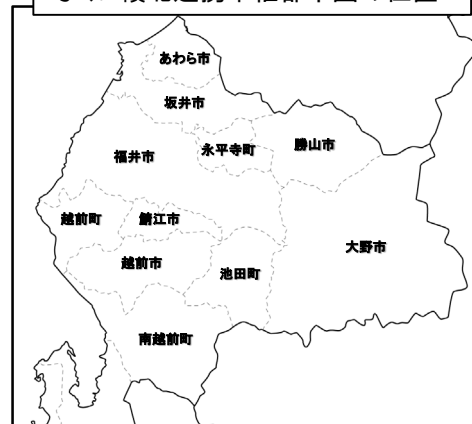 あわら市
坂井市
永平寺町
勝山市
福井市
越前町
鯖江市
大野市
越前市
池田町
南越前町